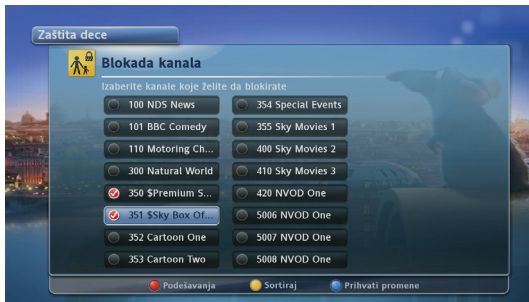 Zaštita dece
Blokada kanala
Izaberite kanale koje želite da blokirate
100 NDS News
101 BBC Comedy
110 Motoring Ch...
300 Natural World
350 $Premium S...
351 $Sky Box Of...
352 Cartoon One
353 Cartoon Two
354 Special Events
355 Sky Movies 1
400 Sky Movies 2
410 Sky Movies 3
420 NVOD One
5006 NVOD One
5007 NVOD One
5008 NVOD One
Podešavanja
Sortiraj
Prihvati promene